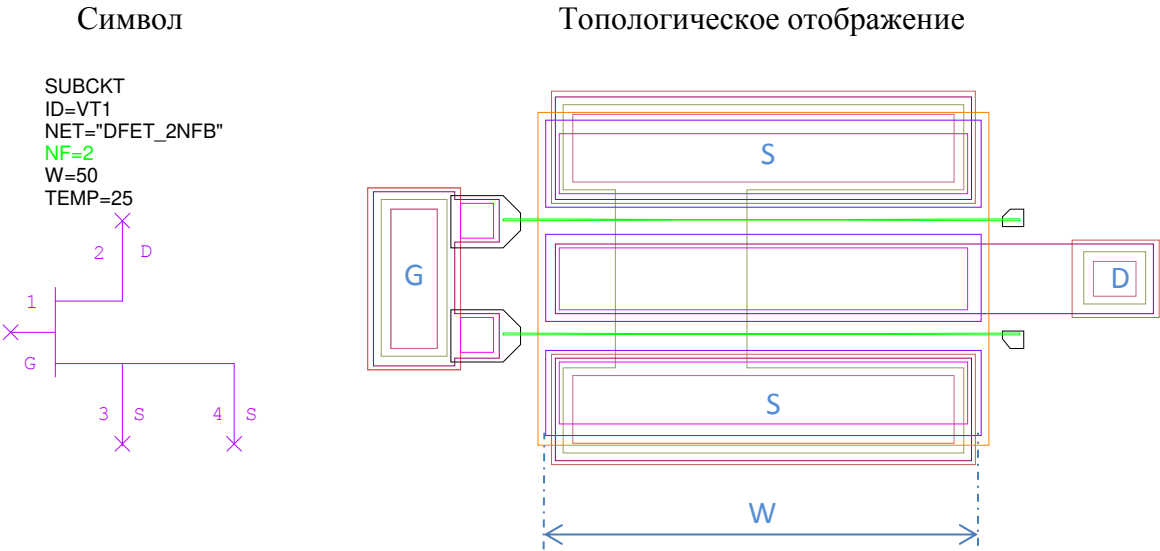 Символ
Топологическое отображение
SUBCKT
ID=VT1
NET="DFET_2NFB"
NF=2
W=50
TEMP=25
2 D
1
G
3 S 4 S
S
G
D
S
W